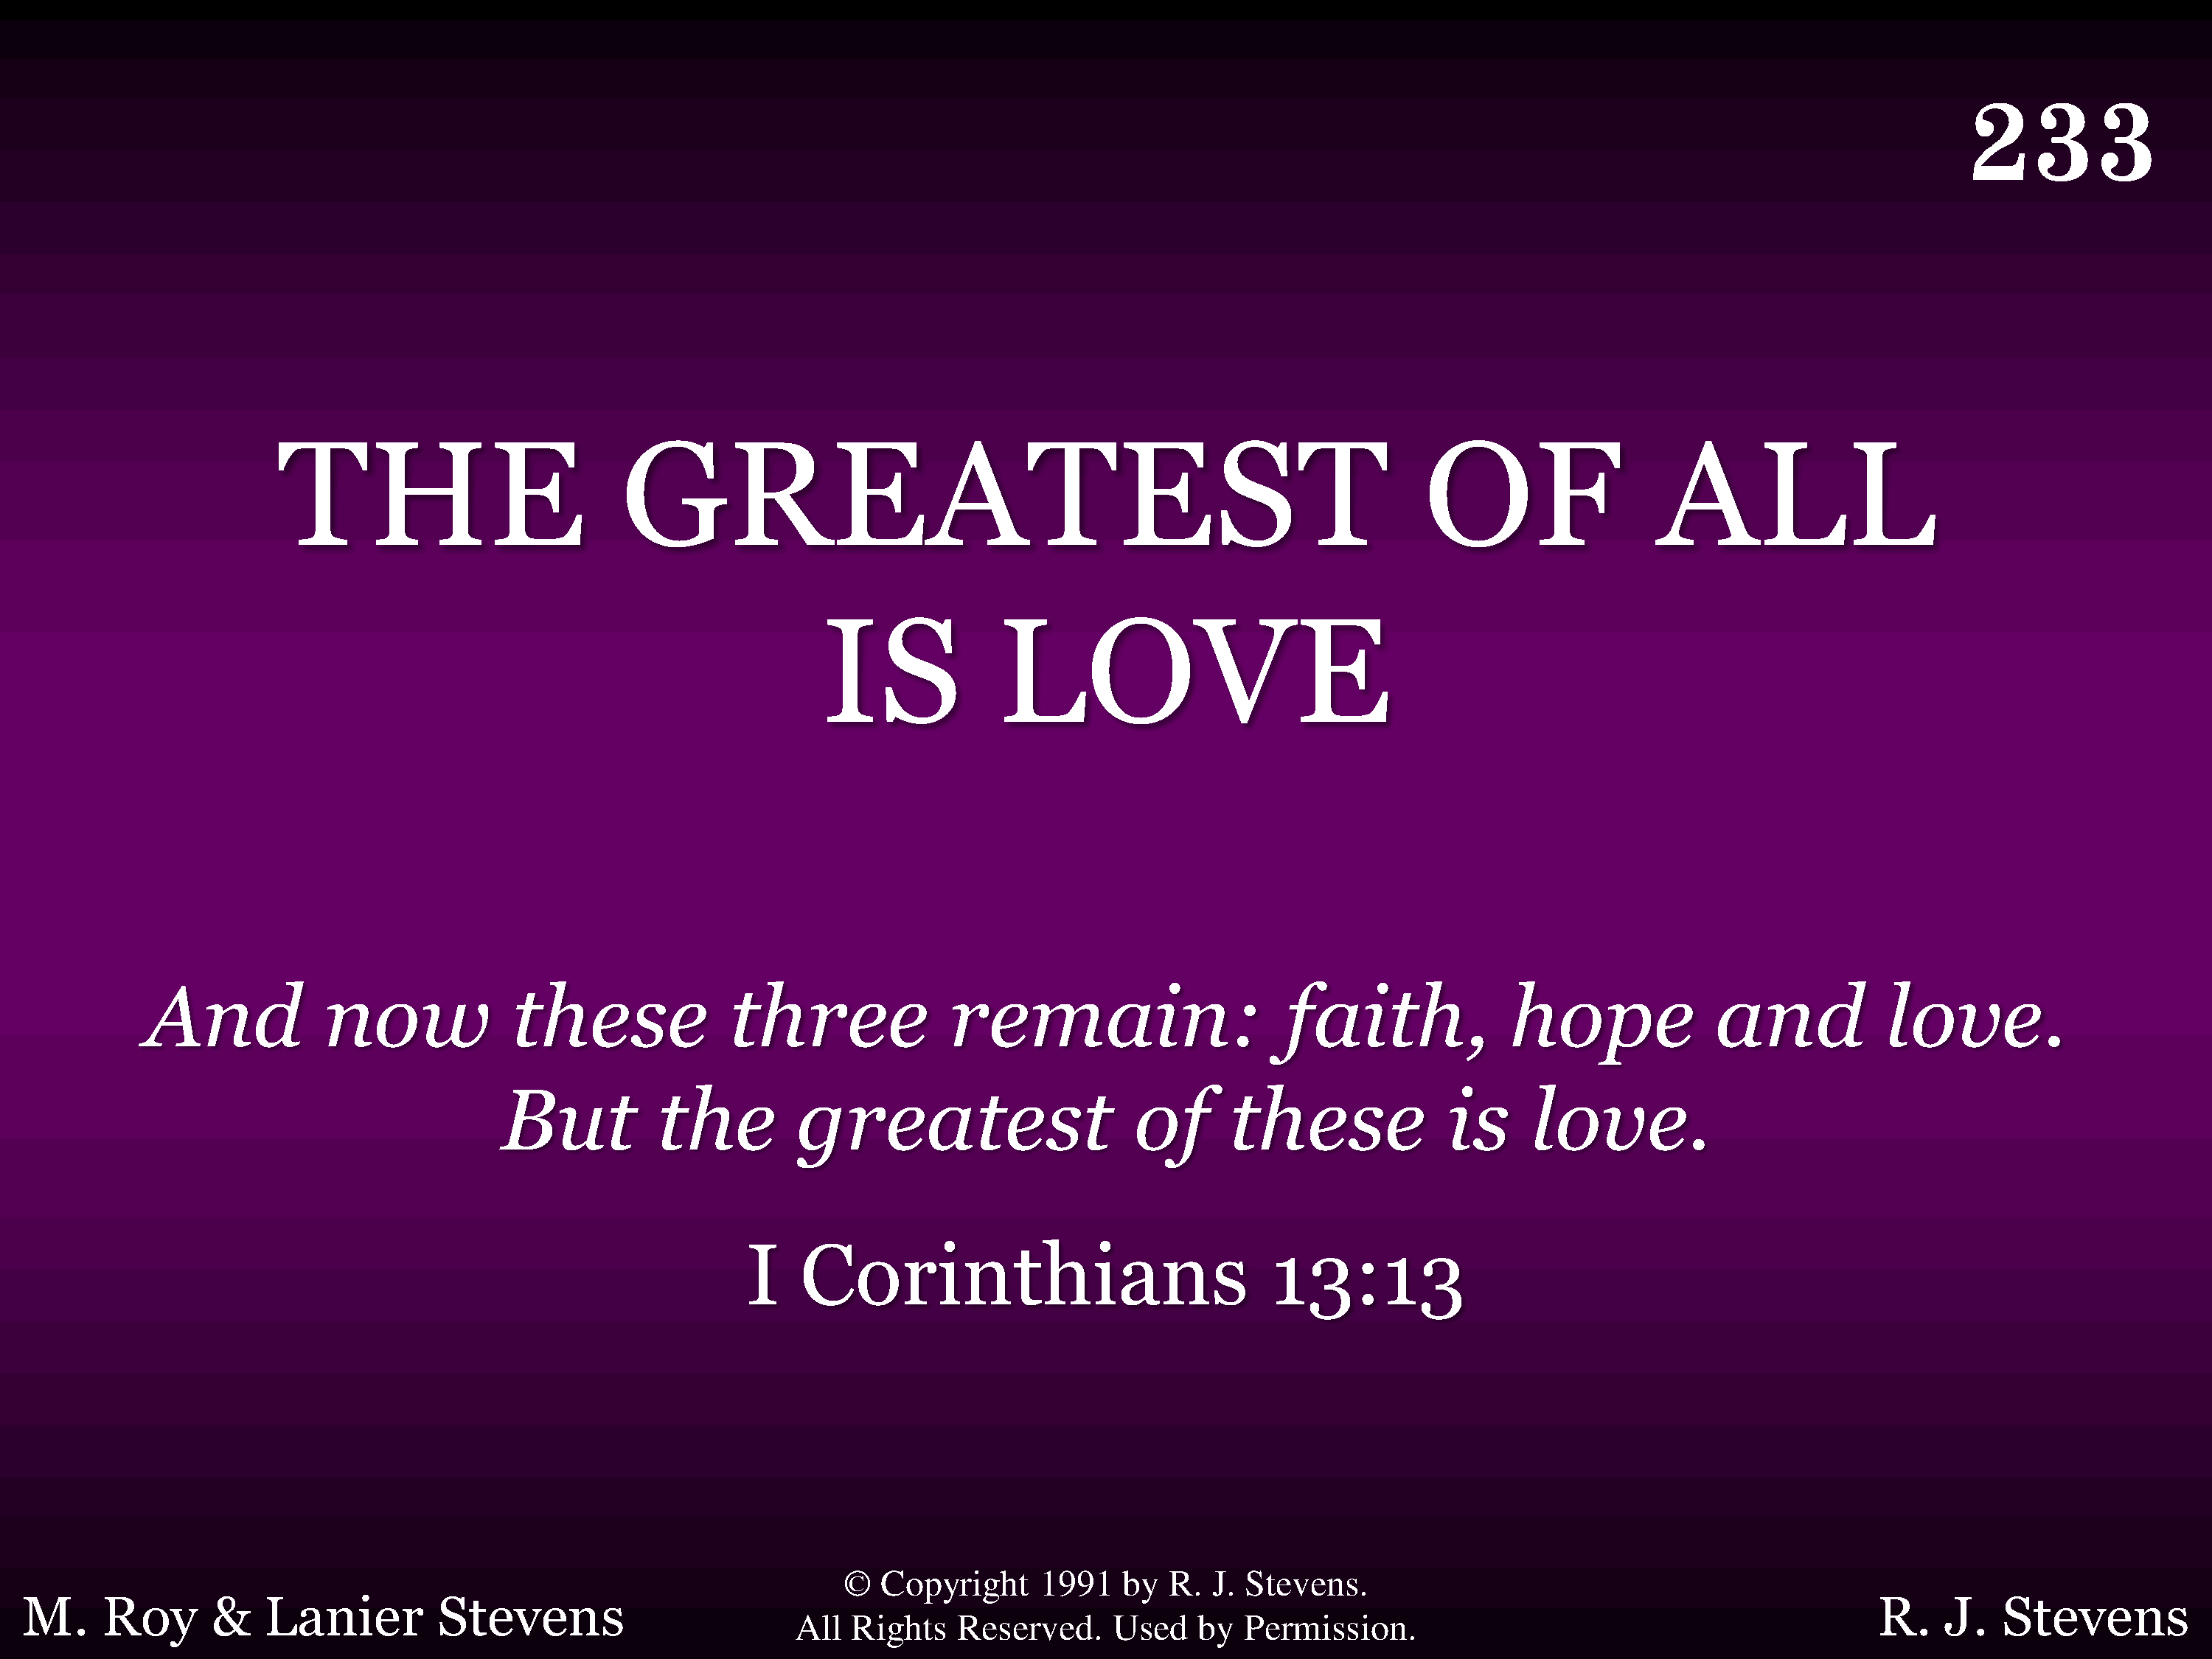 233
THE GREATEST OF ALL
IS LOVE
And now these three remain: faith, hope and love.
But the greatest of these is love.
I Corinthians 13:13
M. Roy & Lanier Stevens
© Copyright 1991 by R. J. Stevens.
All Rights Reserved. Used by Permission.
R. J. Stevens